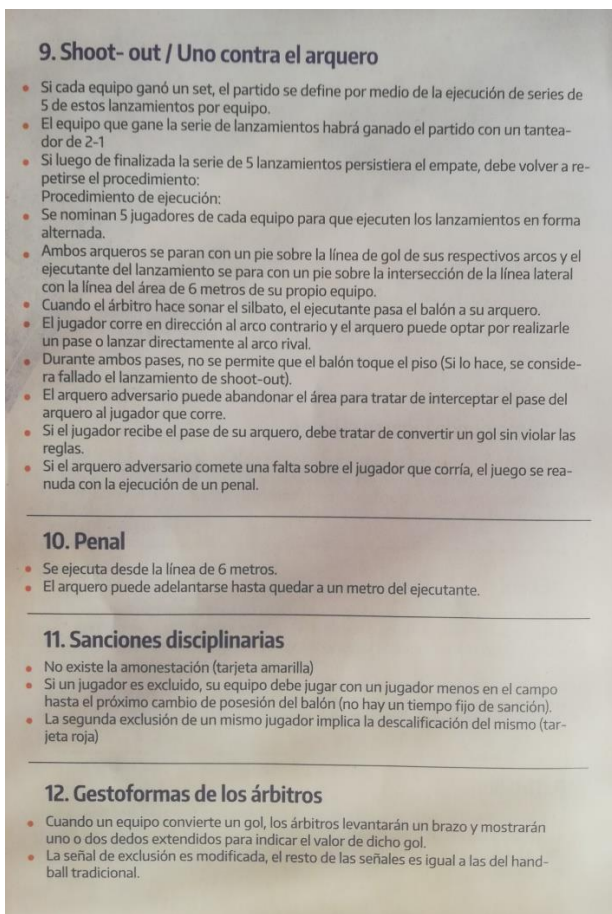 9. Shoot- out / Uno contra el arquero
• Si cada equipo ganó un set, el partido se define por medio de la ejecución de series de
5 de estos lanzamientos por equipo.
• El equipo que gane la serie de lanzamientos habrá ganado el partido con un tantea-
dor de 2-1
• Si luego de finalizada la serie de 5 lanzamientos persistiera el empate, debe volver a re-
petirse el procedimiento:
Procedimiento de ejecución:
• Se nominan 5 jugadores de cada equipo para que ejecuten los lanzamientos en forma
alternada.
• Ambos arqueros se paran con un pie sobre la línea de gol de sus respectivos arcos y el
ejecutante del lanzamiento se para con un pie sobre la intersección de la línea lateral
con la línea del área de 6 metros de su propio equipo.
• Cuando el árbitro hace sonar el silbato, el ejecutante pasa el balón a su arquero.
• El jugador corre en dirección al arco contrario y el arquero puede optar por realizarle
un pase o lanzar directamente al arco rival.
• Durante ambos pases, no se permite que el balón toque el piso (Si lo hace, se conside-
ra fallado el lanzamiento de shoot-out).
• El arquero adversario puede abandonar el área para tratar de interceptar el pase del
arquero al jugador que corre.
• Si el jugador recibe el pase de su arquero, debe tratar de convertir un gol sin violar las
reglas.
• Si el arquero adversario comete una falta sobre el jugador que corría, el juego se rea-
nuda con la ejecución de un penal.
10. Penal
• Se ejecuta desde la línea de 6 metros.
• El arquero puede adelantarse hasta quedar a un metro del ejecutante.
11. Sanciones disciplinarias
• No existe la amonestación (tarjeta amarilla)
• Si un jugador es excluido, su equipo debe jugar con un jugador menos en el campo
hasta el próximo cambio de posesión del balón (no hay un tiempo fijo de sanción).
• La segunda exclusión de un mismo jugador implica la descalificación del mismo (tar-
jeta roja)
12. Gestoformas de los árbitros
• Cuando un equipo convierte un gol, los árbitros levantarán un brazo y mostrarán
uno o dos dedos extendidos para indicar el valor de dicho gol.
• La señal de exclusión es modificada, el resto de las señales es igual a las del hand-
ball tradicional.